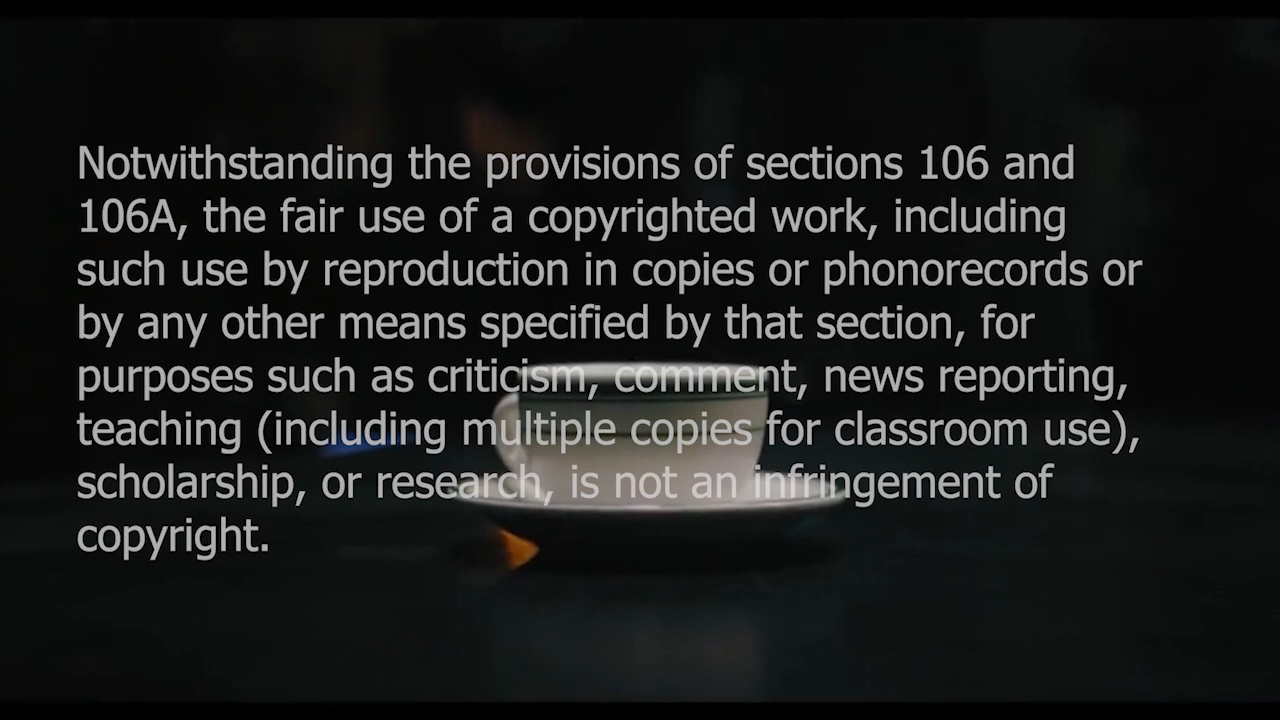 Notwithstanding the provisions of sections 106 and
106A, the fair use of a copyrighted work, including
such use by reproduction in copies or phonorecords or
by any other means specified by that section, for
purposes such as criticism, comment, news reporting,
teaching (including multiple copies for classroom use),
scholarship, or research, is not an infringement of
copyright.